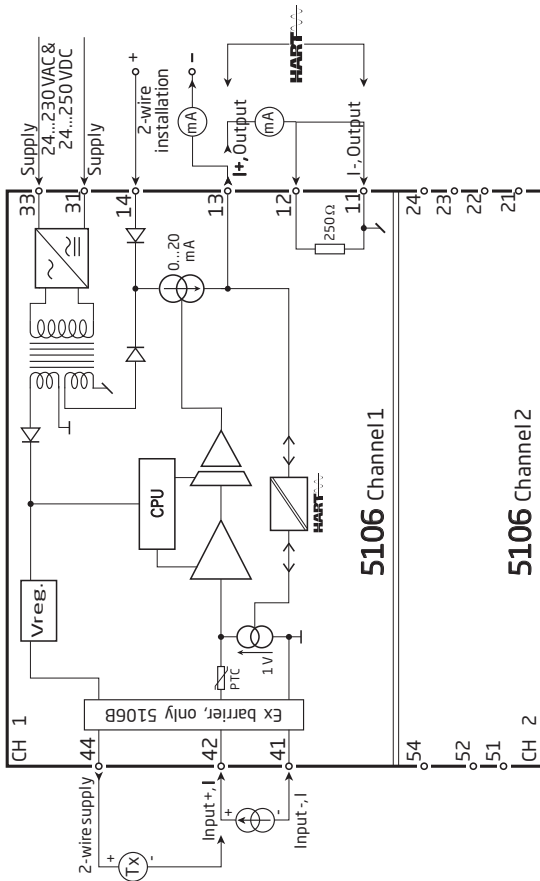 Supply
24...230 VAC &
24...250 VDC
Supply
+
2-wire
installation
-
mA
I+, Output
mA
I-, Output
HART
33
31
14
13
12
11
24
23
22
21
250 Ω
0...20
mA
CPU
HART
Vreg.
PTC
1 V
Ex barrier, only 5106B
5106 Channel 1
5106 Channel 2
CH 1
44
42
41
54
52
51
CH 2
2-wire supply
+
Tx
-
Input +, I
+
-
Input -, I